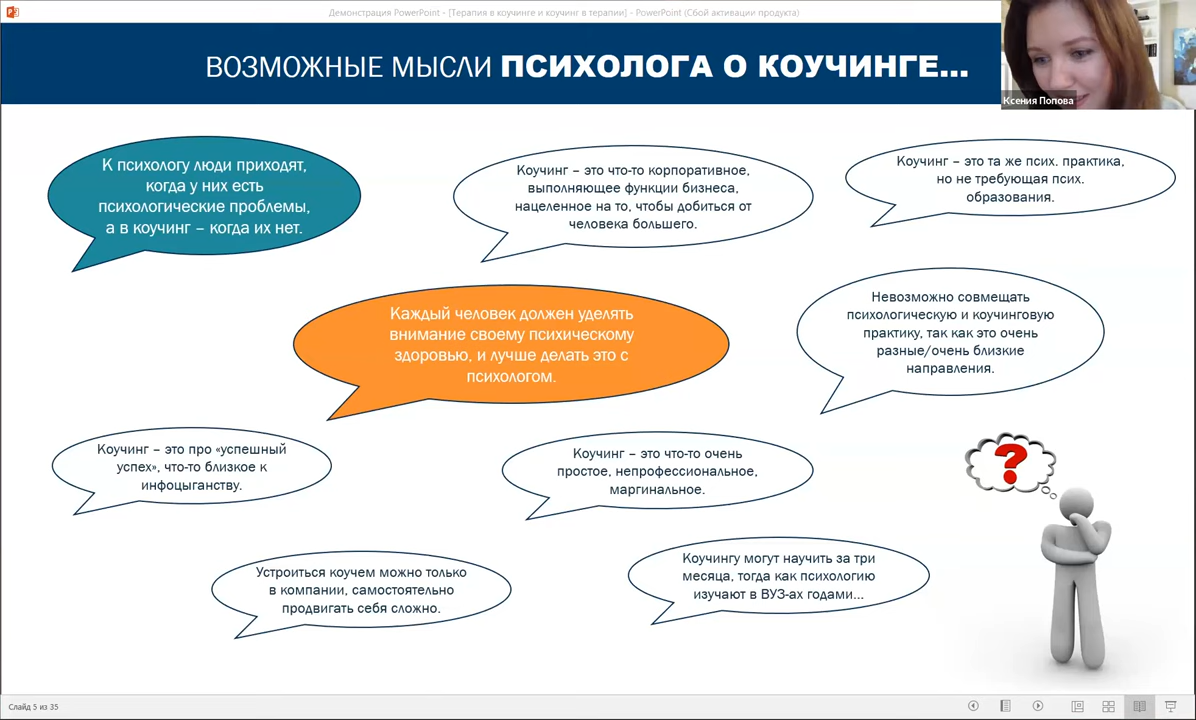 Демонстрация PowerPoint - [Терапия в коучинге и коучинг в терапии] - PowerPoint (Сбой активации продукта)
ВОЗМОЖНЫЕ МЫСЛИ ПСИХОЛОГА О КОУЧИНГЕ...
Ксения Попова
К психологу люди приходят,
когда у них есть
психологические проблемы,
а в коучинг – когда их нет.
Коучинг – это что-то корпоративное,
выполняющее функции бизнеса,
нацеленное на то, чтобы добиться от
человека большего.
Коучинг – это та же псих. практика,
но не требующая псих.
образования.
Каждый человек должен уделять
внимание своему психическому
здоровью, и лучше делать это с
психологом.
Невозможно совмещать
психологическую и коучинговую
практику, так как это очень
разные/очень близкие
направления.
Коучинг – это про «успешный
успех», что-то близкое к
инфоцыганству.
Коучинг – это что-то очень
простое, непрофессиональное,
маргинальное.
?
Устроиться коучем можно только
в компании, самостоятельно
продвигать себя сложно.
Коучингу могут научить за три
месяца, тогда как психологию
изучают в ВУЗ-ах годами...
Слайд 5 из 35